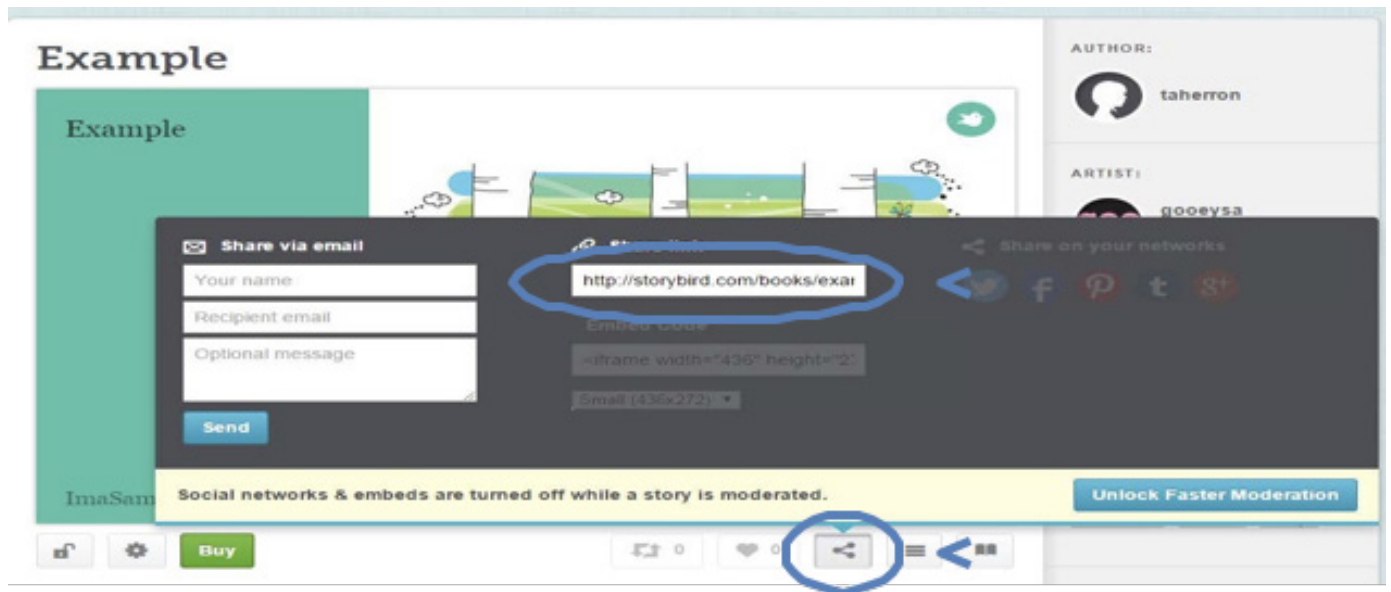 Example
Example
ImaSam
AUTHOR:
taherron
ARTIST:
gooeysa
Share via email
Your name
Recipient email
Optional message
Send
Share link
http://storybird.com/books/exar
Embed Code
<iframe width="436" height="2
Small (436x272)
Share on your networks
Social networks & embeds are turned off while a story is moderated.
Unlock Faster Moderation
Buy
0
0